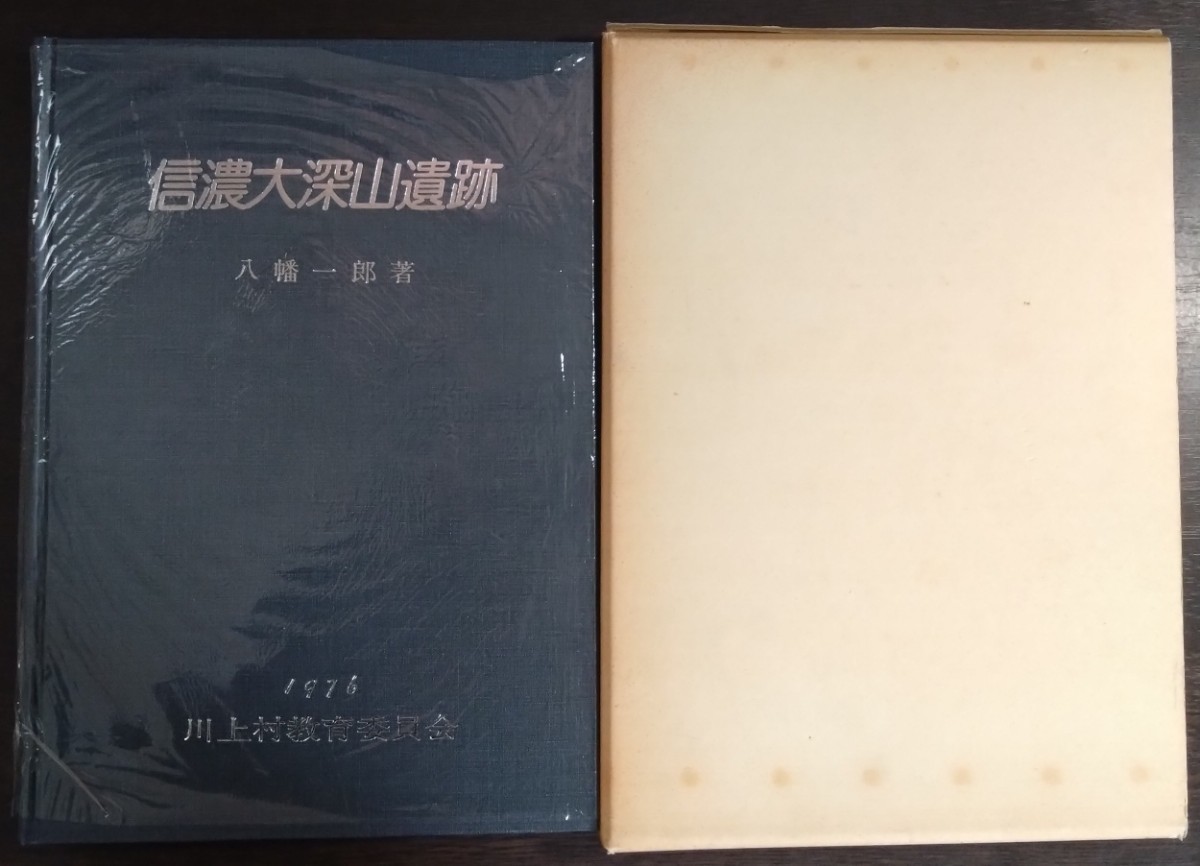 信濃大深山遺跡
八幡一郎著
1976
川上村教育委員会